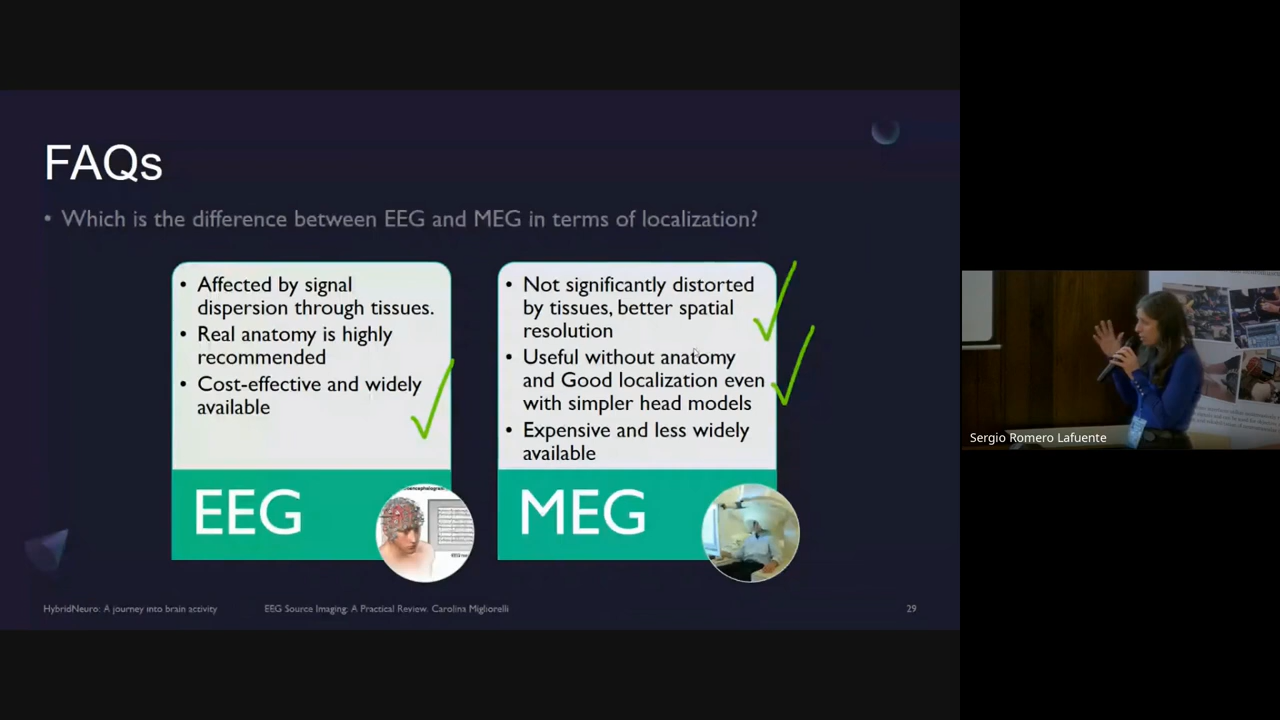 FAQs
• Which is the difference between EEG and MEG in terms of localization?
• Affected by signal
dispersion through tissues.
• Real anatomy is highly
recommended
• Cost-effective and widely
available
EEG
• Not significantly distorted
by tissues, better spatial
resolution
• Useful without anatomy
and Good localization even
with simpler head models
• Expensive and less widely
available
MEG
HybridNeuro: A journey into brain activity
EEG Source Imaging: A Practical Review. Carolina Migliorelli
29
Sergio Romero Lafuente